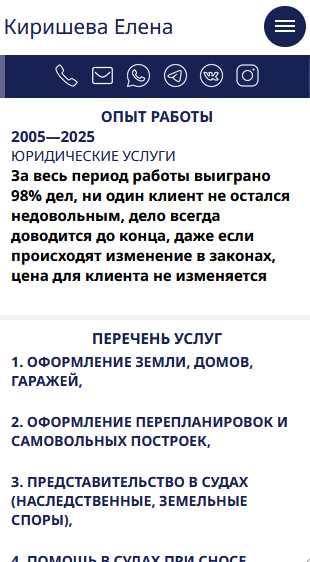 Киришева Елена
ОПЫТ РАБОТЫ
2005—2025
ЮРИДИЧЕСКИЕ УСЛУГИ
За весь период работы выиграно
98% дел, ни один клиент не остался
недовольным, дело всегда
доводится до конца, даже если
происходят изменение в законах,
цена для клиента не изменяется
ПЕРЕЧЕНЬ УСЛУГ
1. ОФОРМЛЕНИЕ ЗЕМЛИ, ДОМОВ,
ГАРАЖЕЙ,
2. ОФОРМЛЕНИЕ ПЕРЕПЛАНИРОВОК И
САМОВОЛЬНЫХ ПОСТРОЕК,
3. ПРЕДСТАВИТЕЛЬСТВО В СУДАХ
(НАСЛЕДСТВЕННЫЕ, ЗЕМЕЛЬНЫЕ
СПОРЫ),
4. ПОМОЩЬ В СУДАХ ПРИ СНОСЕ